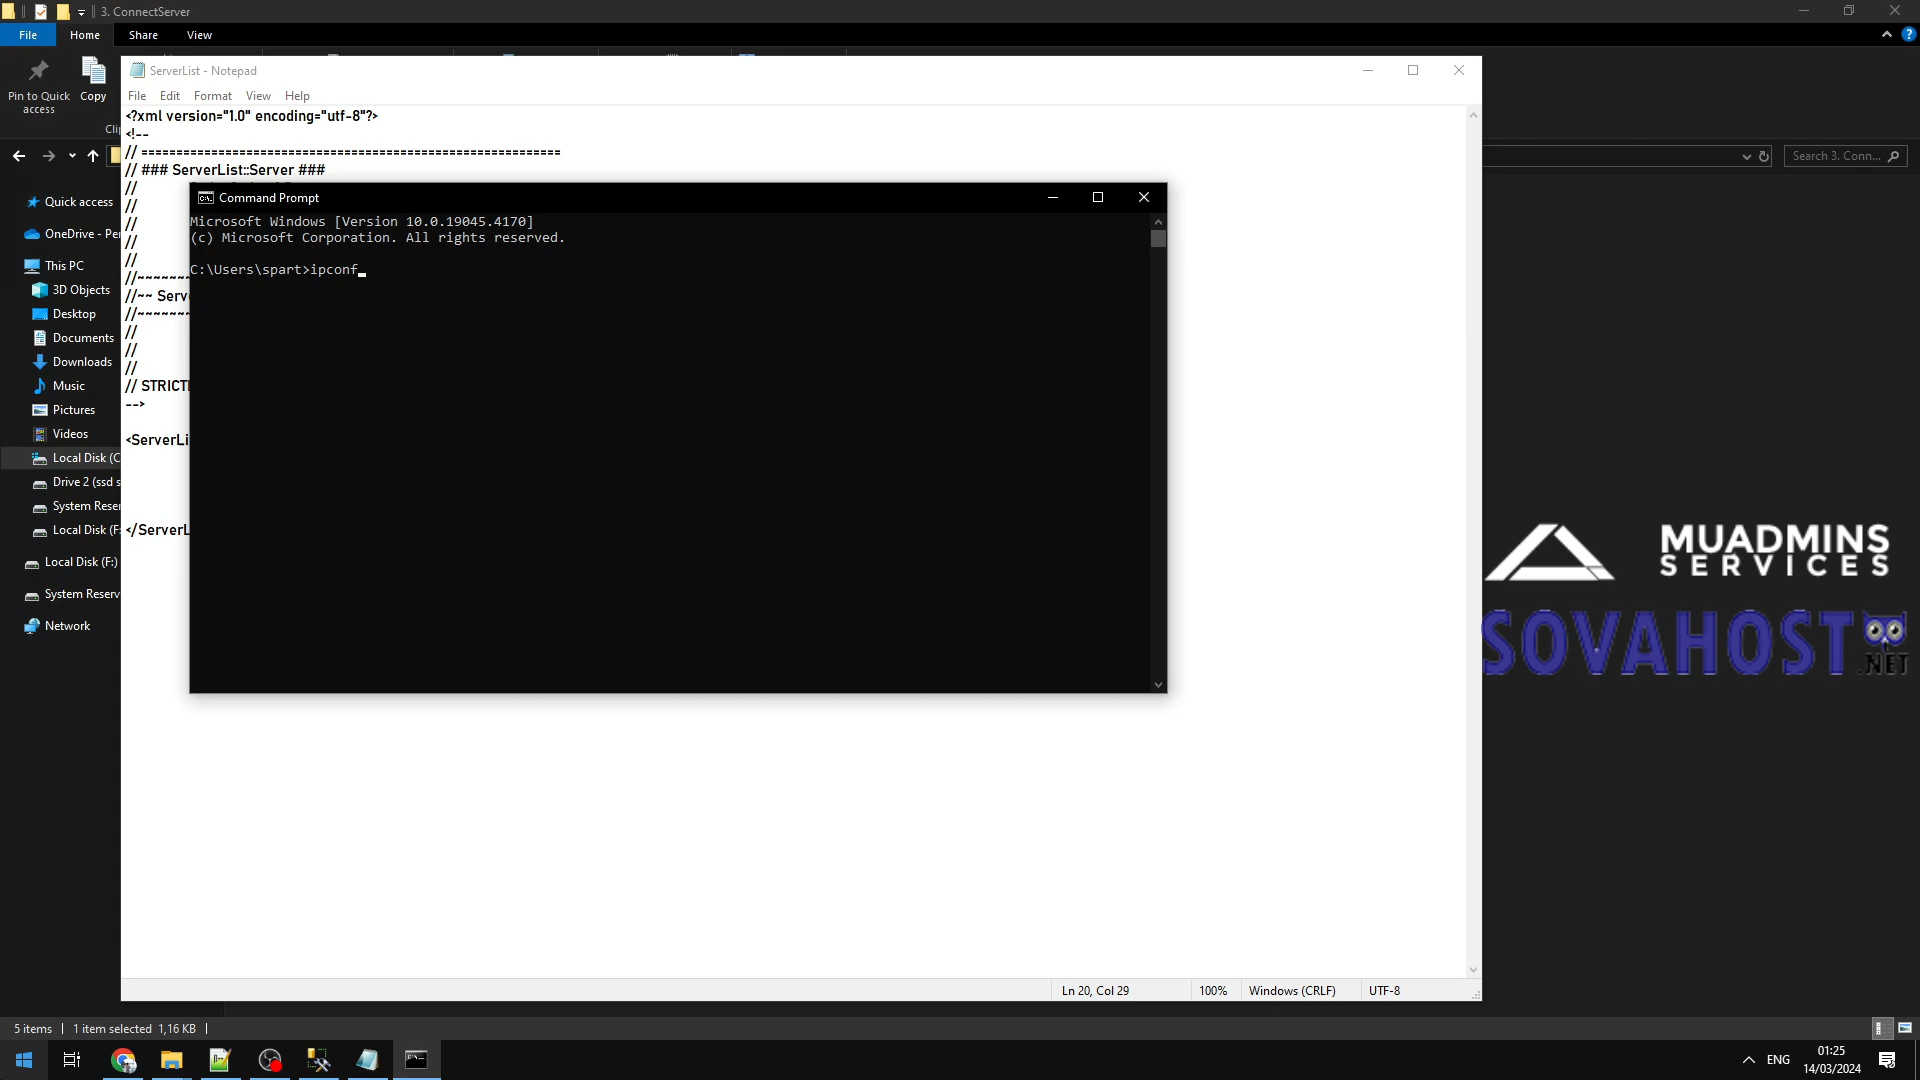 3. ConnectServer
File
Home
Share
View
Pin to Quick
access
Copy
Search 3. Conn...
Quick access
OneDrive - Per
This PC
3D Objects
Desktop
Documents
Downloads
Music
Pictures
Videos
Local Disk (C
Drive 2 (ssd s
System Reser
Local Disk (F:
Local Disk (F:)
System Reserv
Network
ServerList - Notepad
File Edit Format View Help
<?xml version="1.0" encoding="utf-8"?>
<!--
// ============================================================
// ### ServerList::Server ###
//
//
//
//
//
//~~~~~~~
//~~ Serv
//~~~~~~~
//
//
//
// STRICT
-->
<ServerLi
</ServerL
Command Prompt
Microsoft Windows [Version 10.0.19045.4170]
(c) Microsoft Corporation. All rights reserved.
C:\Users\spart>ipconf_
MUADMINS
SERVICES
SOVAHOST
.NET
Ln 20, Col 29
100%
Windows (CRLF)
UTF-8
5 items
1 item selected 1,16 KB
ENG
01:25
14/03/2024